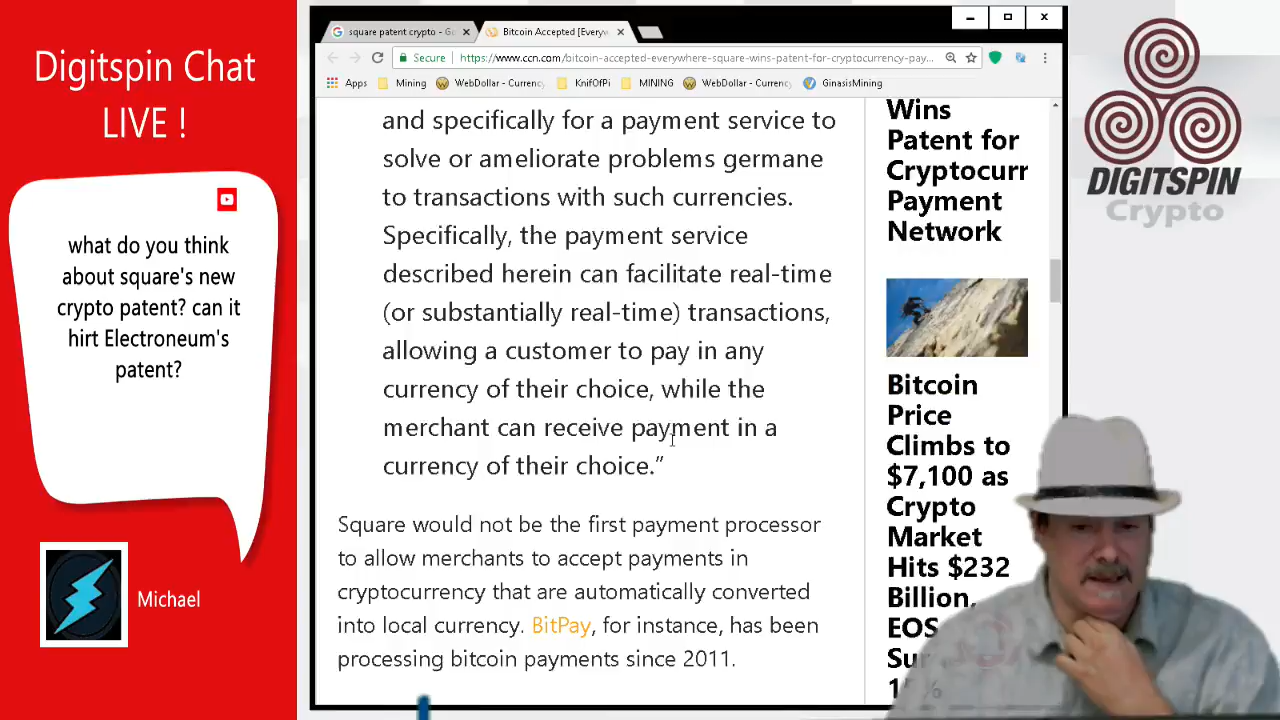 Digitspin Chat
LIVE !
what do you think
about square's new
crypto patent? can it
hirt Electroneum's
patent?
Michael
square patent crypto - Go
Bitcoin Accepted [Everyw
Secure
https://www.ccn.com/bitcoin-accepted-everywhere-square-wins-patent-for-cryptocurrency-pay...
Apps
Mining
WebDollar - Currency
KnifOfPi
MINING
WebDollar - Currency
GinasisMining
and specifically for a payment service to
solve or ameliorate problems germane
to transactions with such currencies.
Specifically, the payment service
described herein can facilitate real-time
(or substantially real-time) transactions,
allowing a customer to pay in any
currency of their choice, while the
merchant can receive payment in a
currency of their choice.”
Square would not be the first payment processor
to allow merchants to accept payments in
cryptocurrency that are automatically converted
into local currency. BitPay, for instance, has been
processing bitcoin payments since 2011.
Wins
Patent for
Cryptocurr
Payment
Network
Bitcoin
Price
Climbs to
$7,100 as
Crypto
Market
Hits $232
Billion,
EOS
DIGITSPIN
Crypto